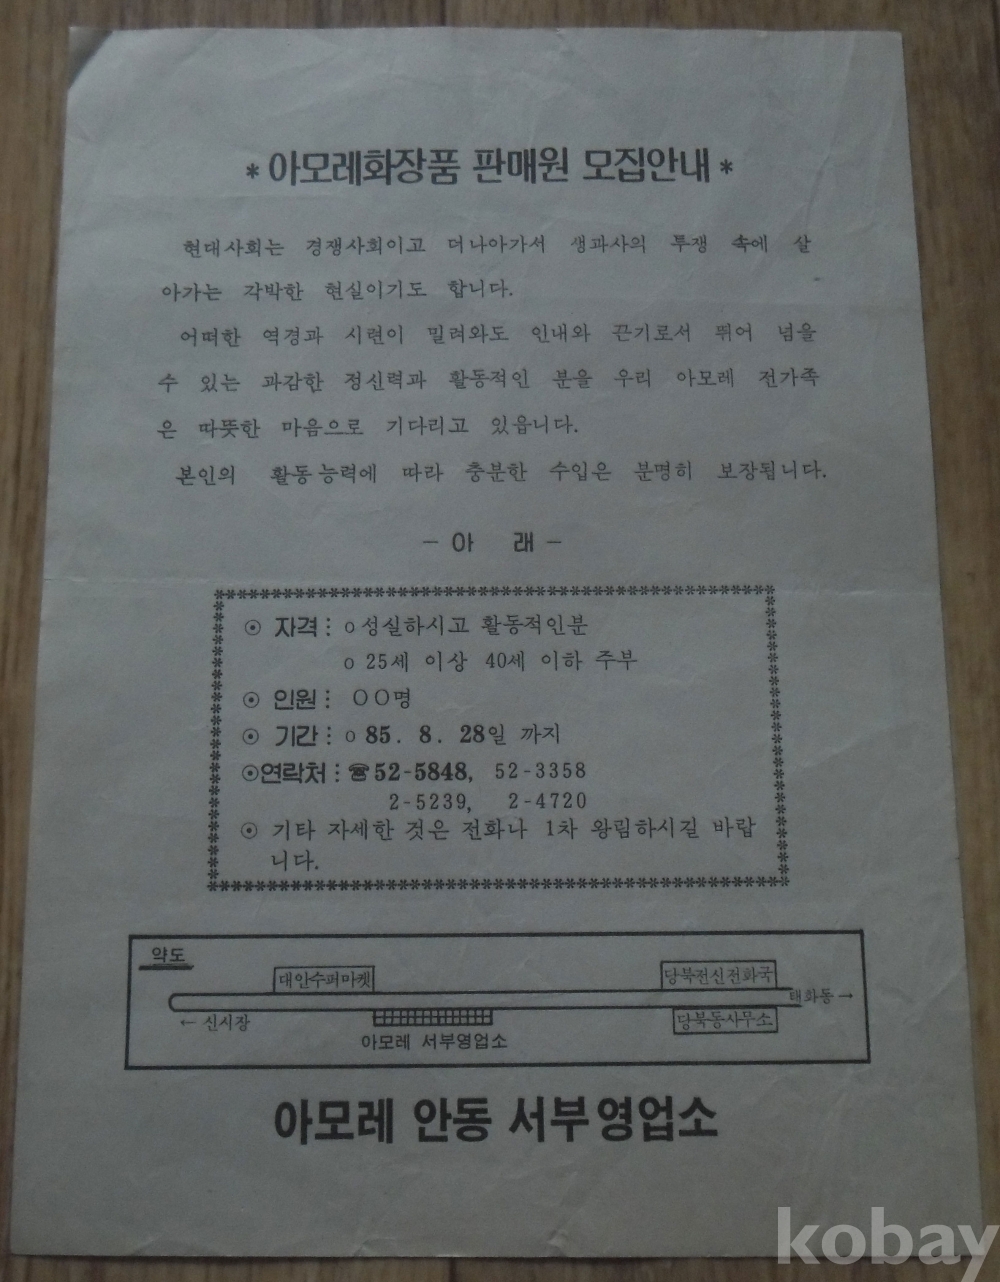 * 아모레화장품 판매원 모집안내 *
현대사회는 경쟁사회이고 더나아가서 생과사의 투쟁 속에 살
아가는 각박한 현실이기도 합니다.
어떠한 역경과 시련이 밀려와도 인내와 끈기로서 뛰어 넘을
수 있는 과감한 정신력과 활동적인 분을 우리 아모레 전가족
은 따뜻한 마음으로 기다리고 있읍니다.
본인의 활동능력에 따라 충분한 수입은 분명히 보장됩니다.
- 아 래 -
⊙ 자격 : o 성실하시고 활동적인분
o 25세 이상 40세 이하 주부
⊙ 인원 : OO명
⊙ 기간 : o 85. 8. 28일 까지
⊙ 연락처 : ☎ 52-5848, 52-3358
2-5239, 2-4720
⊙ 기타 자세한 것은 전화나 1차 왕림하시길 바랍
니다.
약도
대안수퍼마켓 당북전신전화국
태화동 →
← 신시장 당북동사무소
아모레 서부영업소
아모레 안동 서부영업소
kobay